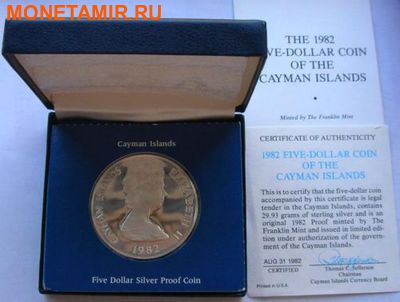 MONETAMIR.RU
THE 1982
FIVE-DOLLAR COIN
OF THE
CAYMAN ISLANDS
Minted by The Franklin Mint
Cayman Islands
CAYMAN ISLANDS
ELIZABETH II
1982
Five Dollar Silver Proof Coin
CERTIFICATE OF AUTHENTICITY
1982 FIVE-DOLLAR COIN
OF THE
CAYMAN ISLANDS
This is to certify that the five-dollar coin
accompanied by this certificate is legal
tender in the Cayman Islands, contains
29.93 grams of sterling silver and is an
original 1982 Proof minted by The
Franklin Mint and issued in limited
edition under authorization of the govern-
ment of the Cayman Islands.
AUG 31 1982
CERTIFIED
Thomas C. Jefferson
Chairman
Cayman Islands Currency Board
Printed in U.S.A.